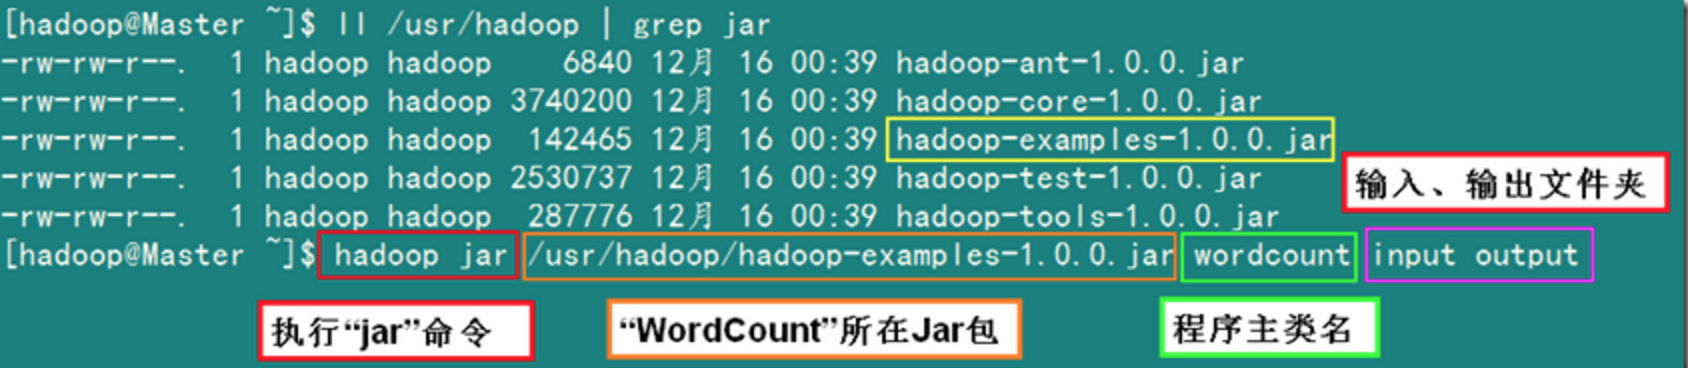 [hadoop@Master ~]$ ll /usr/hadoop | grep jar
-rw-rw-r--. 1 hadoop hadoop 6840 12月 16 00:39 hadoop-ant-1.0.0.jar
-rw-rw-r--. 1 hadoop hadoop 3740200 12月 16 00:39 hadoop-core-1.0.0.jar
-rw-rw-r--. 1 hadoop hadoop 142465 12月 16 00:39 hadoop-examples-1.0.0.jar
-rw-rw-r--. 1 hadoop hadoop 2530737 12月 16 00:39 hadoop-test-1.0.0.jar
输入、输出文件夹
-rw-rw-r--. 1 hadoop hadoop 287776 12月 16 00:39 hadoop-tools-1.0.0.jar
[hadoop@Master ~]$ hadoop jar /usr/hadoop/hadoop-examples-1.0.0.jar wordcount input output
执行“jar”命令
“WordCount”所在Jar包
程序主类名